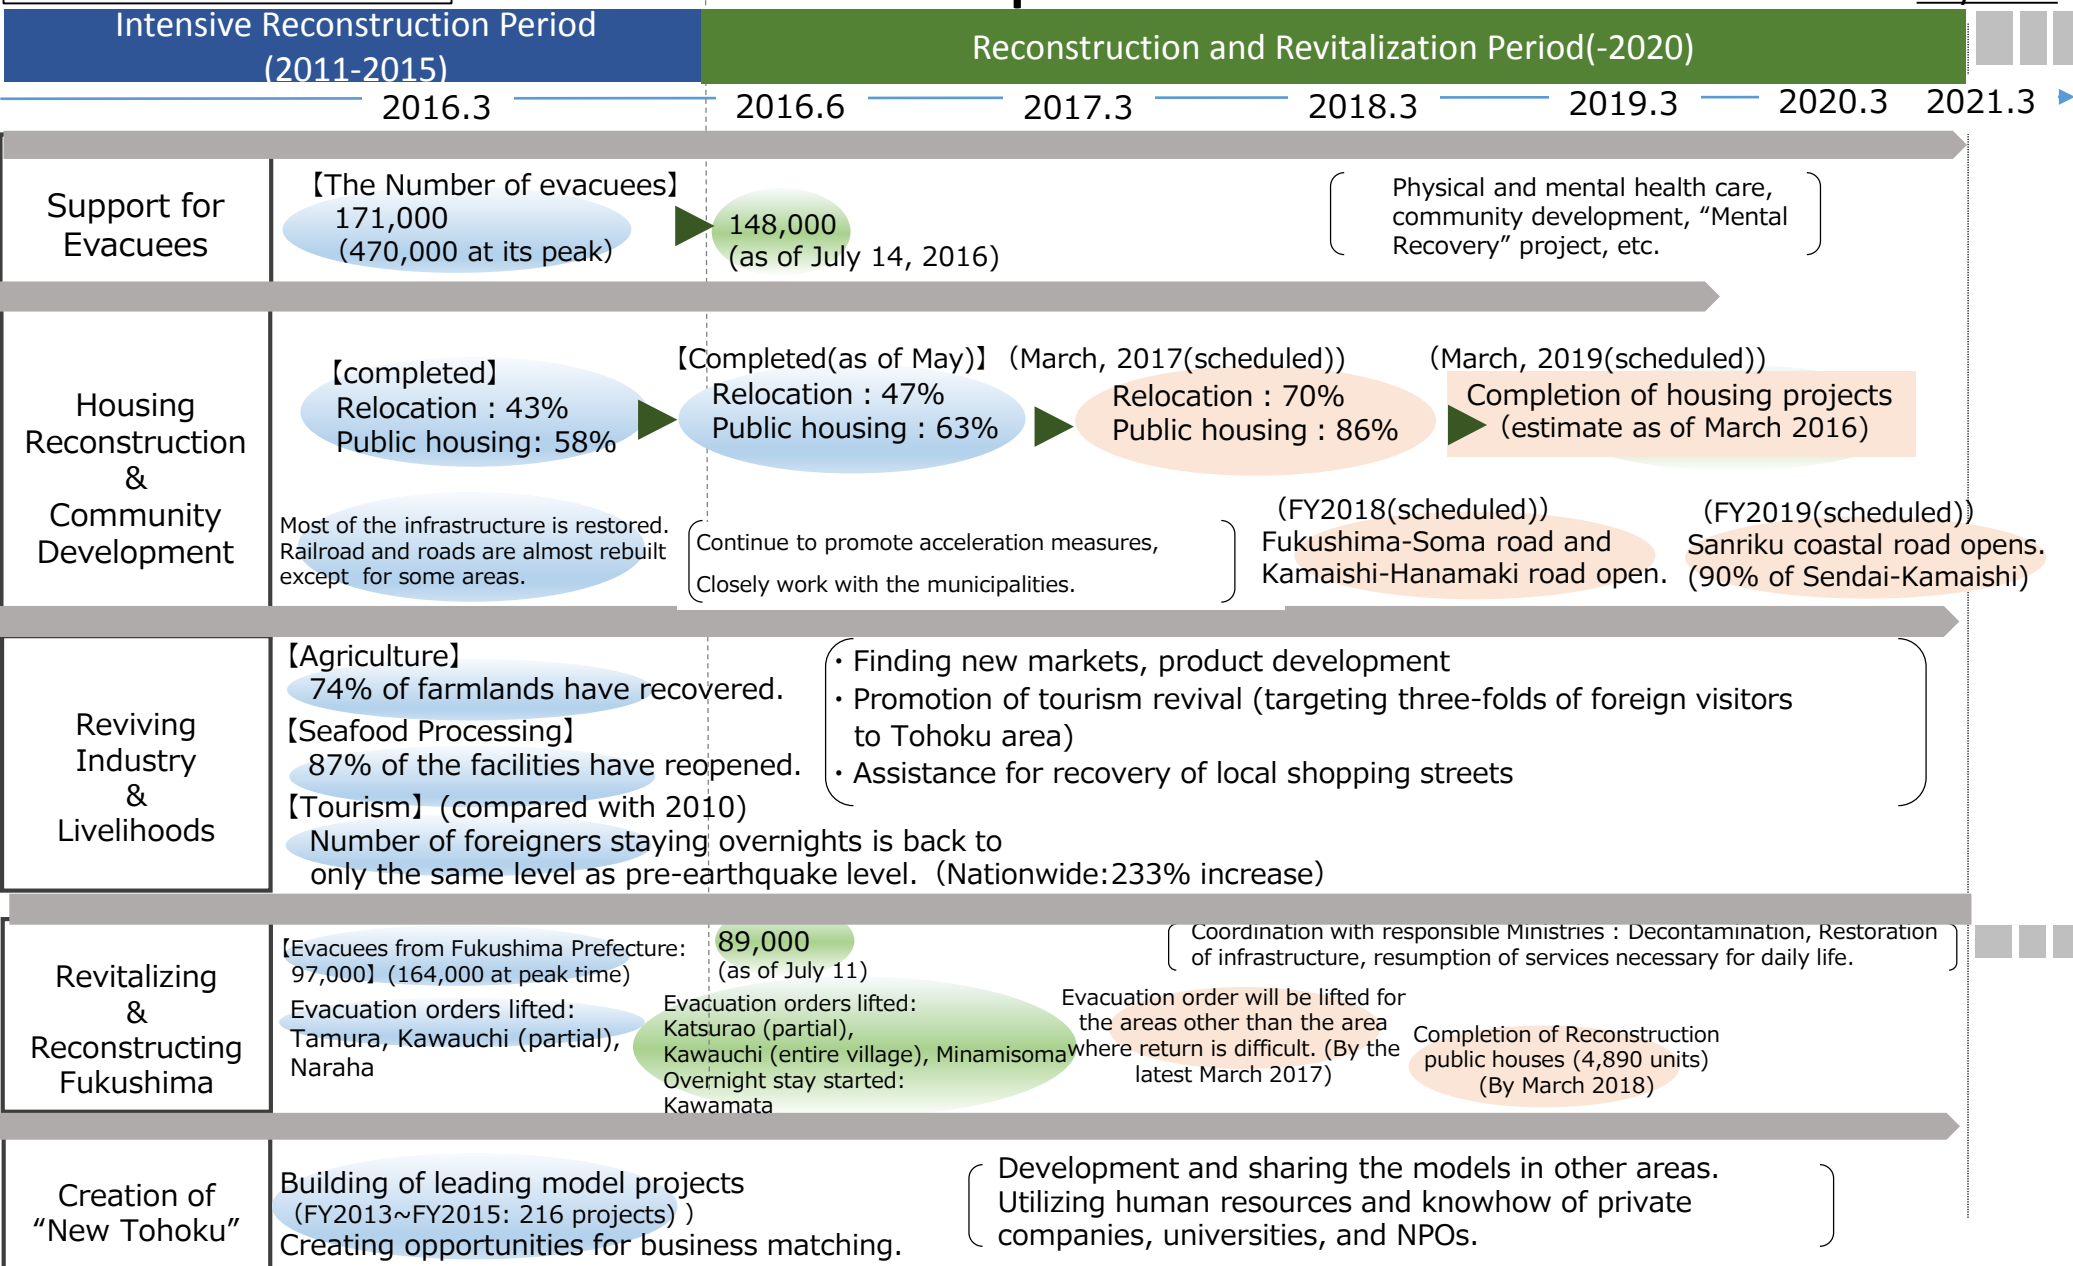 Intensive Reconstruction Period
(2011-2015)
Reconstruction and Revitalization Period(-2020)
2016.3
2016.6
2017.3
2018.3
2019.3
2020.3
2021.3
Support for
Evacuees
【The Number of evacuees】
171,000
(470,000 at its peak)
148,000
(as of July 14, 2016)
Physical and mental health care,
community development, “Mental
Recovery” project, etc.
Housing
Reconstruction
&
Community
Development
【completed】
Relocation : 43%
Public housing: 58%
【Completed(as of May)】
Relocation : 47%
Public housing : 63%
(March, 2017(scheduled))
Relocation : 70%
Public housing : 86%
(March, 2019(scheduled))
Completion of housing projects
(estimate as of March 2016)
Most of the infrastructure is restored.
Railroad and roads are almost rebuilt
except for some areas.
Continue to promote acceleration measures,
Closely work with the municipalities.
(FY2018(scheduled))
Fukushima-Soma road and
Kamaishi-Hanamaki road open.
(FY2019(scheduled))
Sanriku coastal road opens.
(90% of Sendai-Kamaishi)
Reviving
Industry
&
Livelihoods
【Agriculture】
74% of farmlands have recovered.
【Seafood Processing】
87% of the facilities have reopened.
【Tourism】(compared with 2010)
Number of foreigners staying overnights is back to
only the same level as pre-earthquake level. (Nationwide:233% increase)
・Finding new markets, product development
・Promotion of tourism revival (targeting three-folds of foreign visitors
to Tohoku area)
・Assistance for recovery of local shopping streets
Revitalizing
&
Reconstructing
Fukushima
【Evacuees from Fukushima Prefecture:
97,000】(164,000 at peak time)
Evacuation orders lifted:
Tamura, Kawauchi (partial),
Naraha
89,000
(as of July 11)
Evacuation orders lifted:
Katsurao (partial),
Kawauchi (entire village), Minamisoma
Overnight stay started:
Kawamata
Coordination with responsible Ministries : Decontamination, Restoration
of infrastructure, resumption of services necessary for daily life.
Evacuation order will be lifted for
the areas other than the area
where return is difficult. (By the
latest March 2017)
Completion of Reconstruction
public houses (4,890 units)
(By March 2018)
Creation of
“New Tohoku”
Building of leading model projects
(FY2013~FY2015: 216 projects) )
Creating opportunities for business matching.
Development and sharing the models in other areas.
Utilizing human resources and knowhow of private
companies, universities, and NPOs.